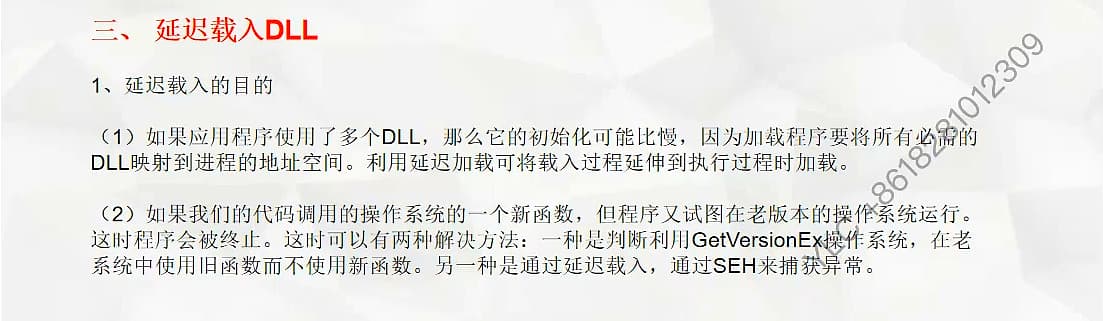 三、 延迟载入DLL
1、延迟载入的目的
（1）如果应用程序使用了多个DLL，那么它的初始化可能比慢，因为加载程序要将所有必需的
DLL映射到进程的地址空间。利用延迟加载可将载入过程延伸到执行过程时加载。
（2）如果我们的代码调用的操作系统的一个新函数，但程序又试图在老版本的操作系统运行。
这时程序会被终止。这时可以有两种解决方法：一种是判断利用GetVersionEx操作系统，在老
系统中使用旧函数而不使用新函数。另一种是通过延迟载入，通过SEH来捕获异常。
+8618281012309